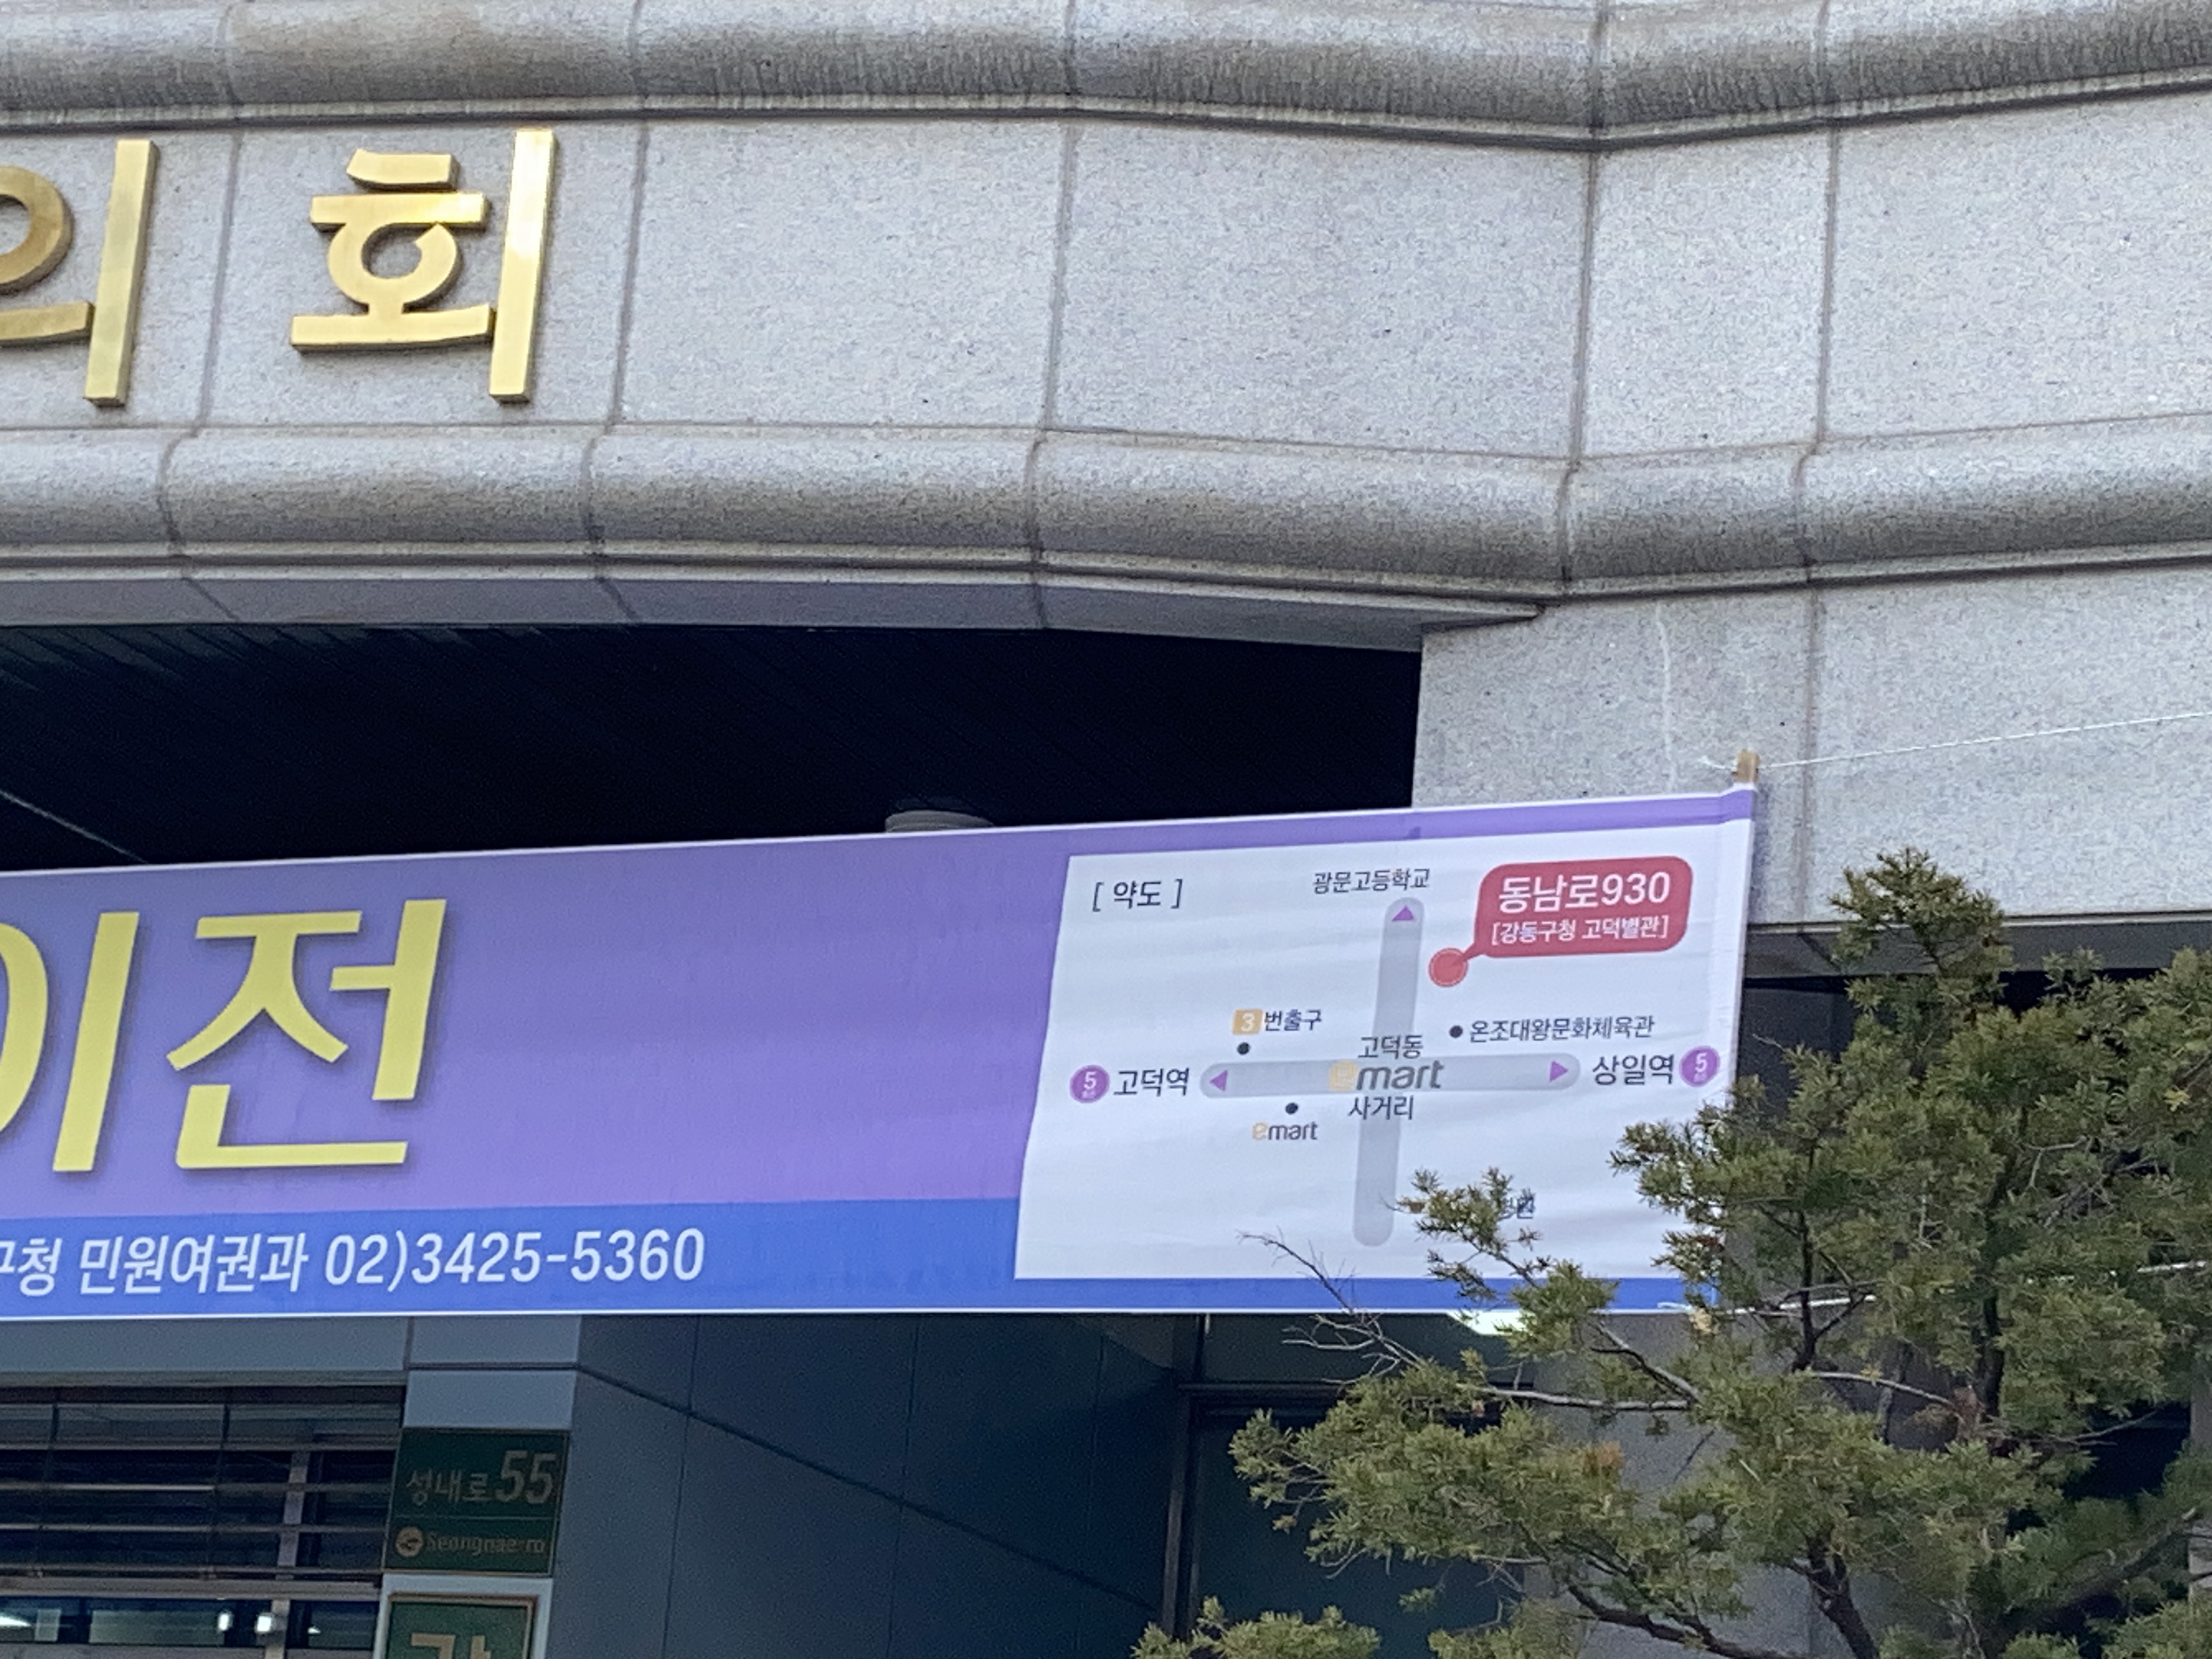 의회
이전
구청 민원여권과 02)3425-5360
[ 약도 ]
광문고등학교
동남로930
[강동구청 고덕별관]
3번출구
온조대왕문화체육관
5 고덕역
고덕동
emart
사거리
상일역 5
emart
성내로 55
Seongnae-ro